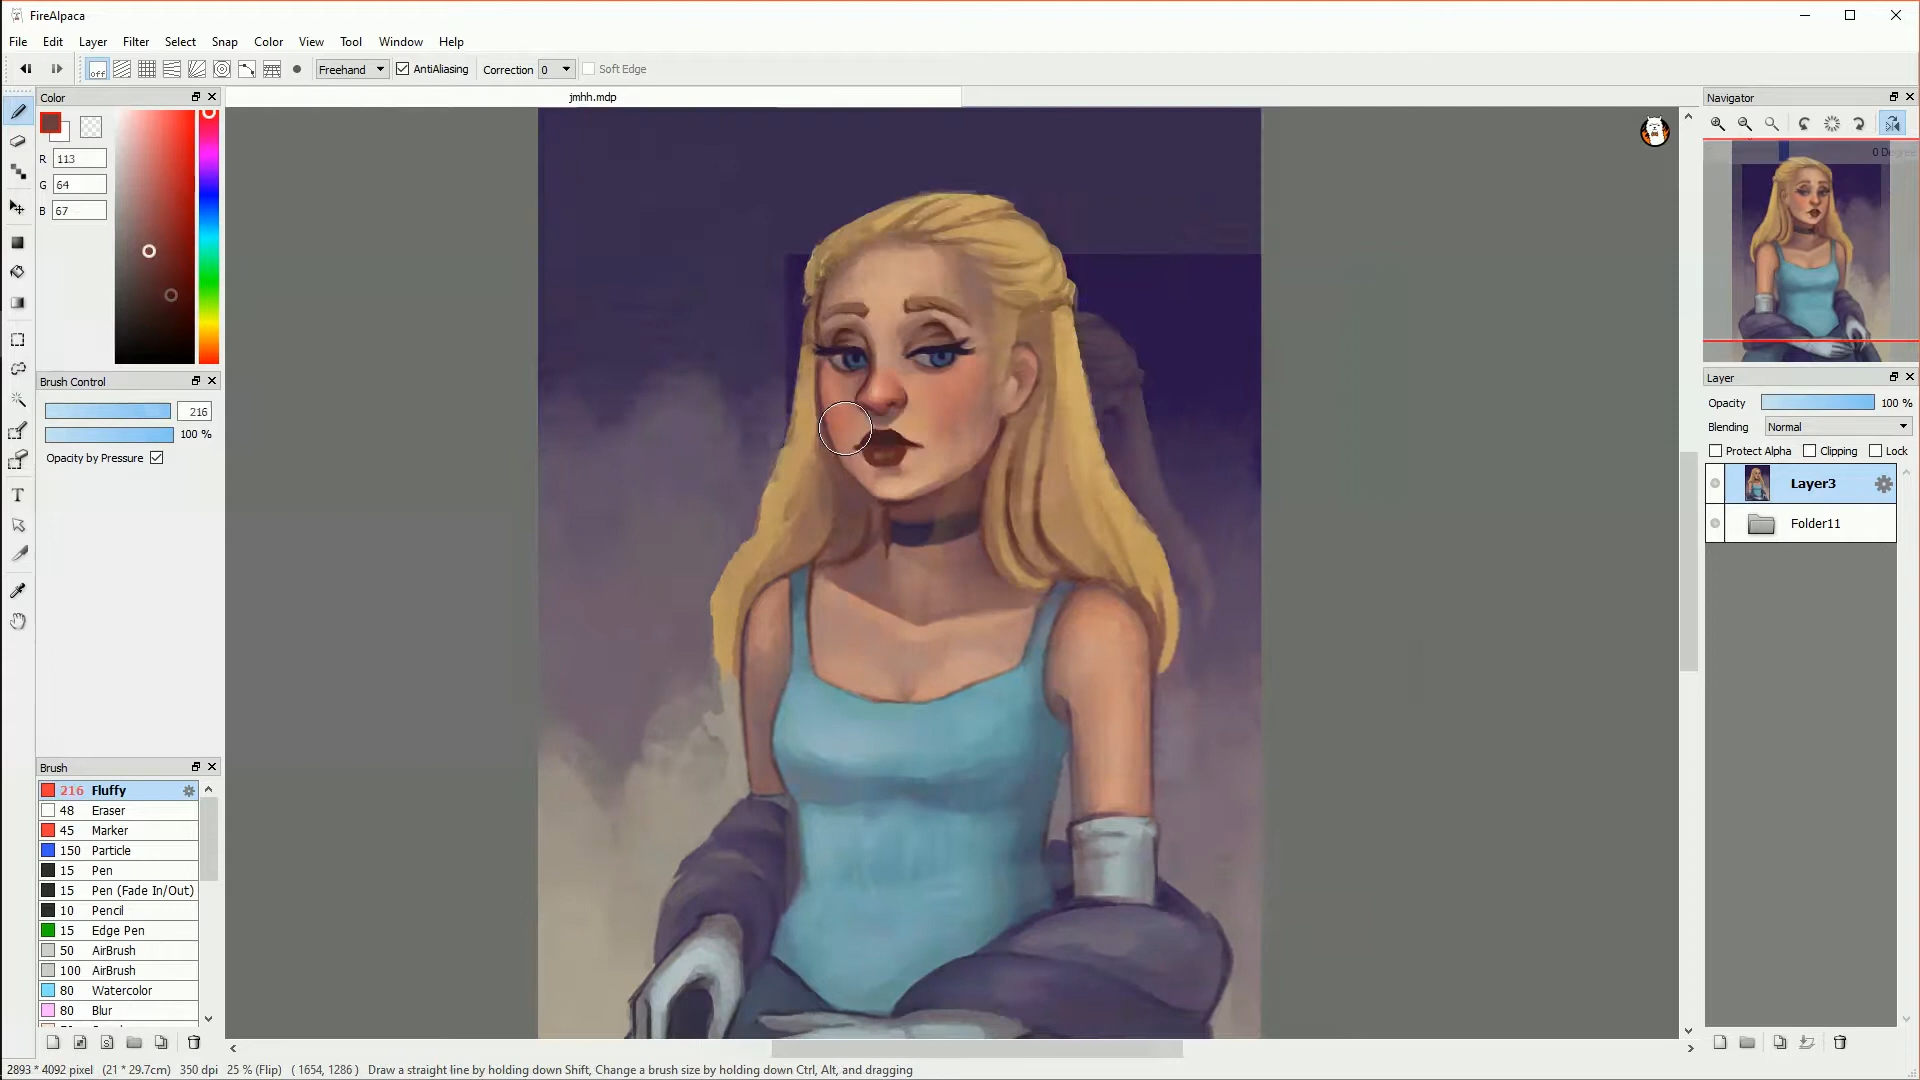 FireAlpaca
File Edit Layer Filter Select Snap Color View Tool Window Help
off Freehand AntiAliasing Correction 0 Soft Edge
Color
jmhh.mdp
Navigator
R 113
G 64
B 67
0 Degree
Brush Control
216
100 %
Opacity by Pressure
Layer
Opacity 100 %
Blending Normal
Protect Alpha Clipping Lock
Layer3
Folder11
Brush
216 Fluffy
48 Eraser
45 Marker
150 Particle
15 Pen
15 Pen (Fade In/Out)
10 Pencil
15 Edge Pen
50 AirBrush
100 AirBrush
80 Watercolor
80 Blur
2893 * 4092 pixel (21 * 29.7cm) 350 dpi 25 % (Flip) ( 1654, 1286 ) Draw a straight line by holding down Shift, Change a brush size by holding down Ctrl, Alt, and dragging